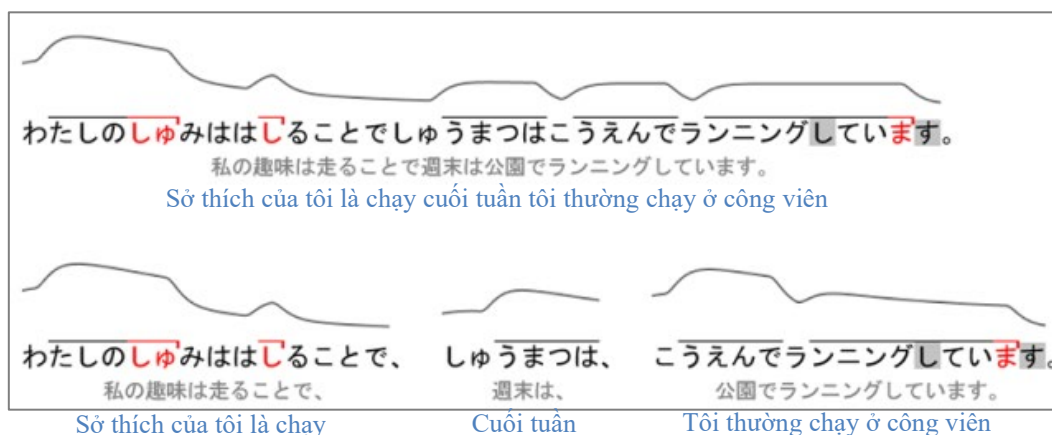 わたしのしゅみははしることでしゅうまつはこうえんでランニングしています。
私の趣味は走ることで週末は公園でランニングしています。
Sở thích của tôi là chạy cuối tuần tôi thường chạy ở công viên
わたしのしゅみははしることで、 しゅうまつは、 こうえんでランニングしています。
私の趣味は走ることで、 週末は、 公園でランニングしています。
Sở thích của tôi là chay Cuối tuần Tôi thường chạy ở công viên